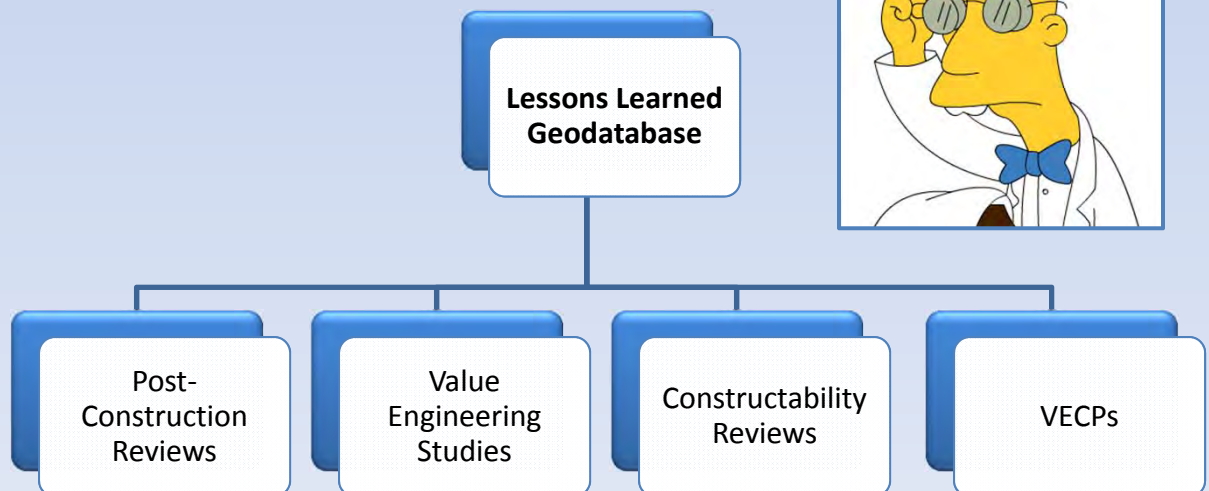 Lessons Learned
Geodatabase
Post-
Construction
Reviews
Value
Engineering
Studies
Constructability
Reviews
VECPs